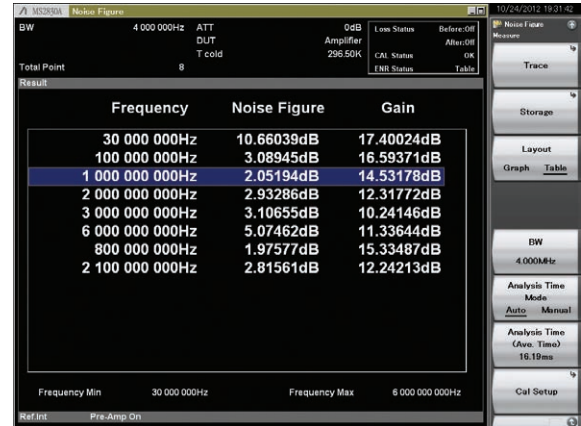 MS2830A Noise Figure
10/24/2012 19:31:42
BW 4 000 000Hz ATT 0dB Loss Status Before:Off
DUT Amplifier After:Off
T cold 296.50K CAL Status OK
Total Point 8 ENR Status Table
Result
Frequency Noise Figure Gain
30 000 000Hz 10.66039dB 17.40024dB
100 000 000Hz 3.08945dB 16.59371dB
1 000 000 000Hz 2.05194dB 14.53178dB
2 000 000 000Hz 2.93286dB 12.31772dB
3 000 000 000Hz 3.10655dB 10.24146dB
6 000 000 000Hz 5.07462dB 11.33644dB
800 000 000Hz 1.97577dB 15.33487dB
2 100 000 000Hz 2.81561dB 12.24213dB
Frequency Min 30 000 000Hz Frequency Max 6 000 000 000Hz
Ref.Int Pre-Amp On
Noise Figure
Measure
Trace
Storage
Layout
Graph Table
BW
4.000MHz
Analysis Time
Mode
Auto Manual
Analysis Time
(Ave. Time)
16.19ms
Cal Setup